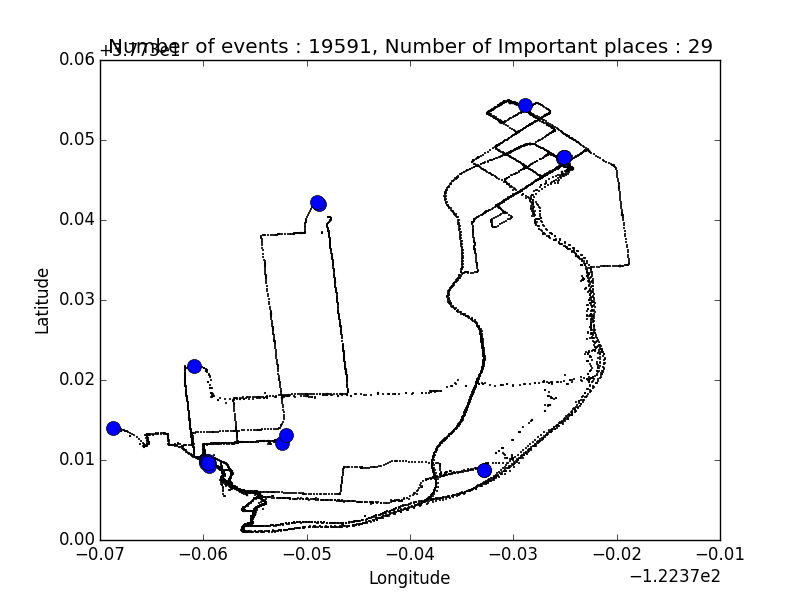 Number of events : 19591, Number of Important places : 29
+3.773e1
0.06
0.05
0.04
0.03
0.02
0.01
0.00
Latitude
−0.07 −0.06 −0.05 −0.04 −0.03 −0.02 −0.01
Longitude
−1.2237e2